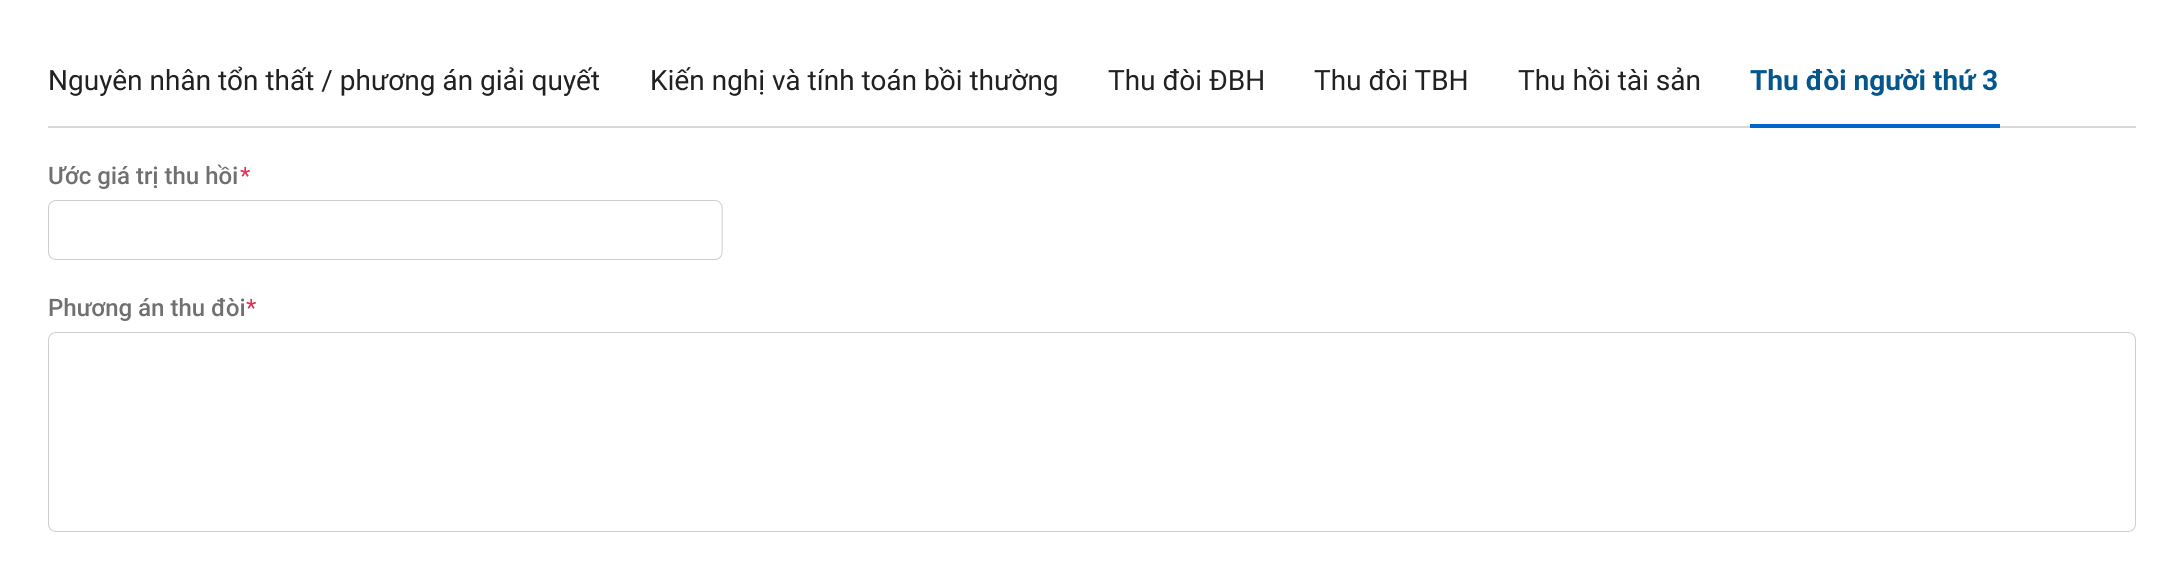 Nguyên nhân tổn thất / phương án giải quyết Kiến nghị và tính toán bồi thường Thu đòi ĐBH Thu đòi TBH Thu hồi tài sản Thu đòi người thứ 3
Ước giá trị thu hồi*
Phương án thu đòi*